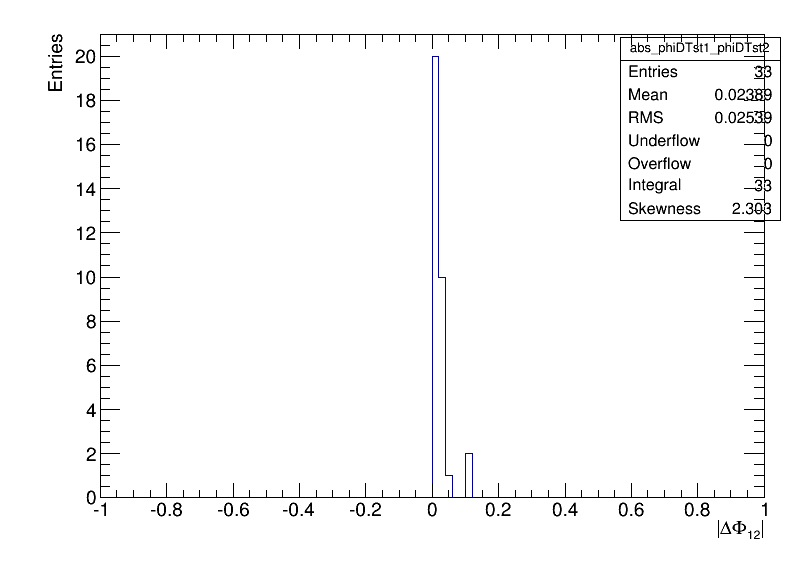 Entries
20
18
16
14
12
10
8
6
4
2
0
-1 -0.8 -0.6 -0.4 -0.2 0 0.2 0.4 0.6 0.8 1
|ΔΦ12|
abs_phiDTst1_phiDTst2
Entries 33
Mean 0.02389
RMS 0.02539
Underflow 0
Overflow 0
Integral 33
Skewness 2.303